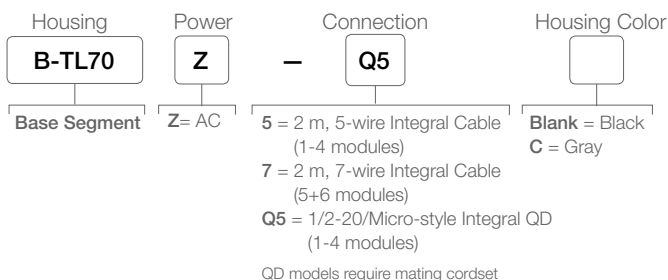 Housing Power Connection Housing Color
B-TL70 Z – Q5
Base Segment
Z= AC
5 = 2 m, 5-wire Integral Cable
(1-4 modules)
7 = 2 m, 7-wire Integral Cable
(5+6 modules)
Q5 = 1/2-20/Micro-style Integral QD
(1-4 modules)
QD models require mating cordset
Blank = Black
C = Gray